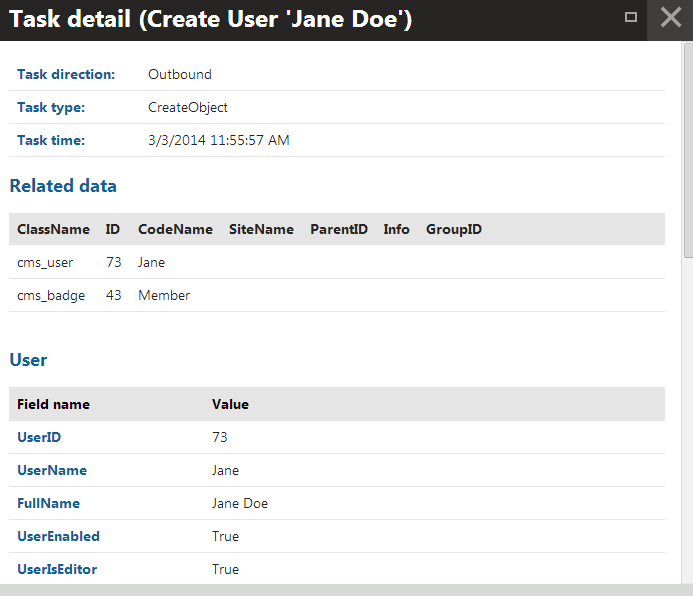 Task detail (Create User 'Jane Doe')
Task direction: Outbound
Task type: CreateObject
Task time: 3/3/2014 11:55:57 AM
Related data
ClassName ID CodeName SiteName ParentID Info GroupID
cms_user 73 Jane
cms_badge 43 Member
User
Field name Value
UserID 73
UserName Jane
FullName Jane Doe
UserEnabled True
UserIsEditor True